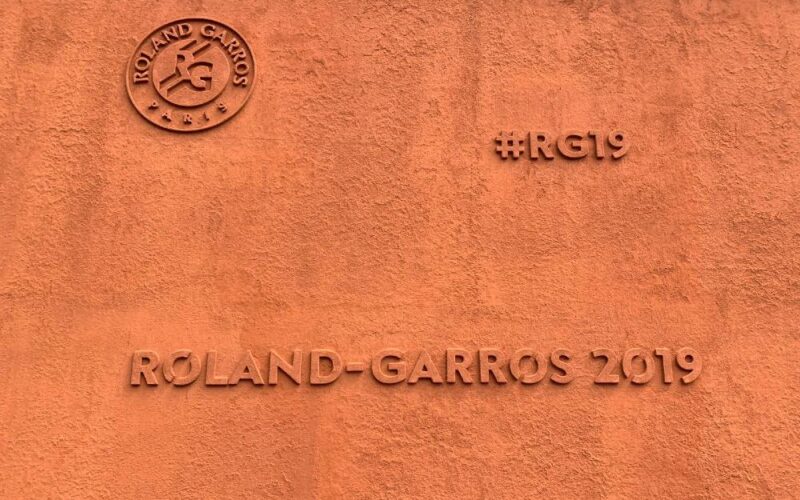 ROLAND GARROS
RG
PARIS
#RG19
ROLAND-GARROS 2019